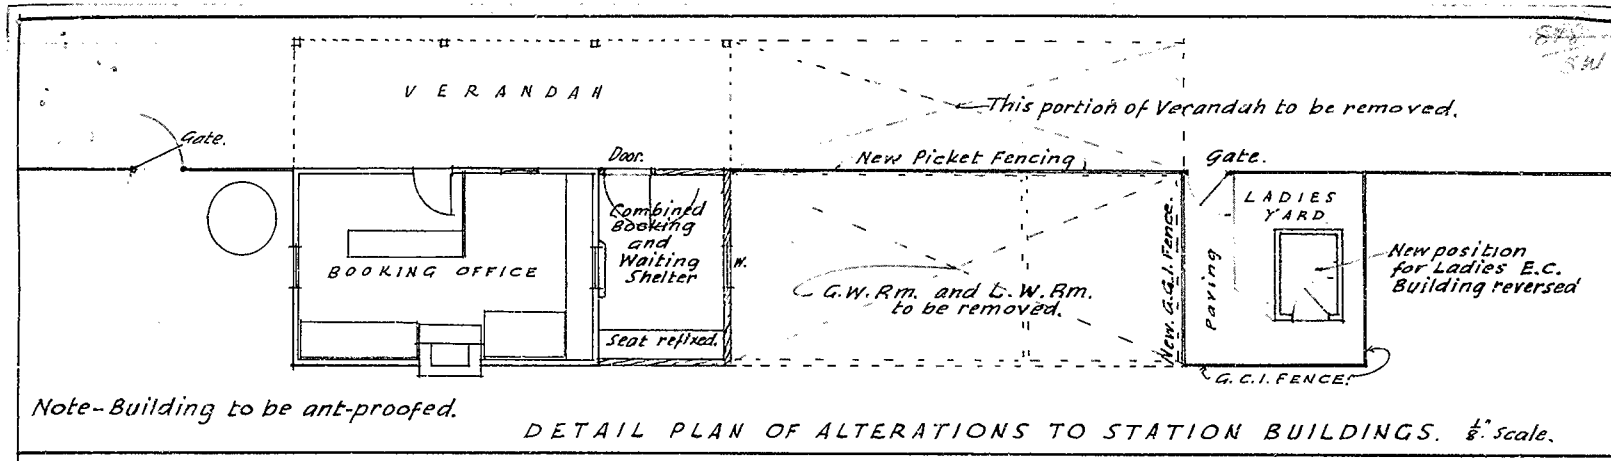 VERANDAH
This portion of Verandah to be removed.
Gate.
Door.
New Picket Fencing
Gate.
Combined
Booking
and
Waiting
Shelter
BOOKING OFFICE
W.
G.W.Rm. and L.W.Rm.
to be removed.
New G.C.I. Fence.
Paving
LADIES
YARD
New position
for Ladies E.C.
Building reversed
Seat refixed.
G.C.I. FENCE.
Note-Building to be ant-proofed.
DETAIL PLAN OF ALTERATIONS TO STATION BUILDINGS. 1/8" Scale.